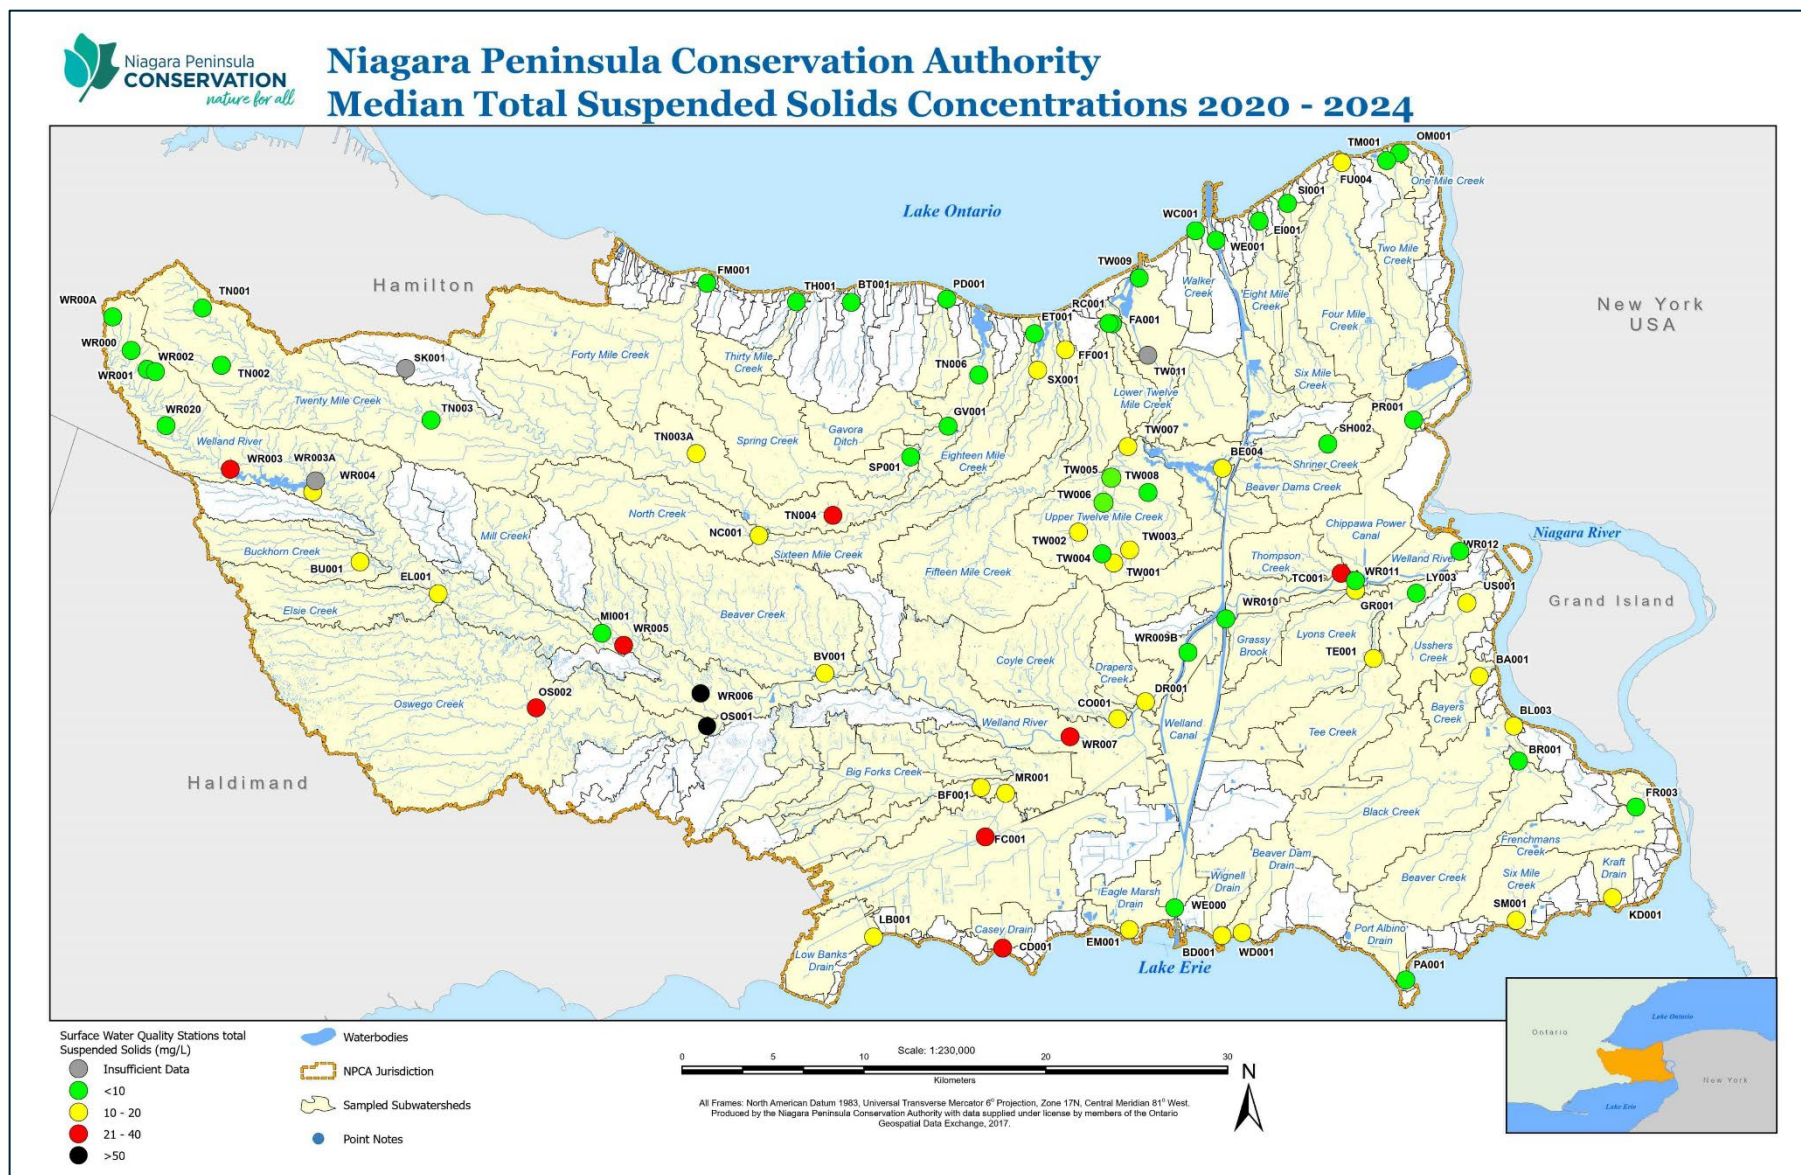 Niagara Peninsula
CONSERVATION
nature for all
Niagara Peninsula Conservation Authority
Median Total Suspended Solids Concentrations 2020 - 2024
OM001
TM001
FU004
One Mile Creek
SI001
Lake Ontario
WC001
EI001
WE001
Two Mile
Creek
TW009
Hamilton
FM001
TH001
BT001
PD001
Walker
Creek
Eight Mile
Creek
New York
USA
TN001
WR00A
RC001
FA001
Four Mile
Creek
ET001
WR000
WR002
SK001
Forty Mile Creek
Thirty Mile
Creek
FF001
TW011
WR001
TN002
TN006
SX001
Six Mile
Creek
Twenty Mile Creek
Lower Twelve
Mile Creek
WR020
TN003
GV001
PR001
Welland River
TN003A
Spring Creek
Gavora
Ditch
TW007
SH002
WR003
WR003A
WR004
SP001
Eighteen Mile
Creek
BE004
Shriner Creek
TW005
TW008
Beaver Dams Creek
TW006
North Creek
TN004
Upper Twelve Mile Creek
Chippawa Power
Canal
Mill Creek
NC001
Sixteen Mile Creek
TW002
TW003
Niagara River
Buckhorn Creek
WR012
BU001
TW004
TW001
Thompson
Creek
Welland River
EL001
Fifteen Mile Creek
TC001
WR011
LY003
US001
Elsie Creek
Beaver Creek
GR001
Grand Island
MI001
WR005
WR010
WR009B
Grassy
Brook
Lyons Creek
Usshers
Creek
BV001
Coyle Creek
Drapers
Creek
TE001
BA001
OS002
WR006
DR001
Oswego Creek
OS001
CO001
Bayers
Creek
BL003
Welland River
Welland
Canal
Tee Creek
WR007
BR001
Haldimand
Big Forks Creek
MR001
BF001
FR003
Black Creek
FC001
Frenchmans
Creek
Beaver Dam
Drain
Kraft
Drain
Eagle Marsh
Drain
Wignell
Drain
Beaver Creek
Six Mile
Creek
WE000
LB001
SM001
KD001
Casey Drain
EM001
Port Albino
Drain
CD001
BD001
WD001
Low Banks
Drain
Lake Erie
PA001
Surface Water Quality Stations total
Suspended Solids (mg/L)
Insufficient Data
<10
10 - 20
21 - 40
>50
Waterbodies
NPCA Jurisdiction
Sampled Subwatersheds
Point Notes
Scale: 1:230,000
0 5 10 20 30
Kilometers
All Frames: North American Datum 1983, Universal Transverse Mercator 6° Projection, Zone 17N, Central Meridian 81° West.
Produced by the Niagara Peninsula Conservation Authority with data supplied under license by members of the Ontario
Geospatial Data Exchange, 2017.
N
Lake Ontario
Ontario
New York
Lake Erie